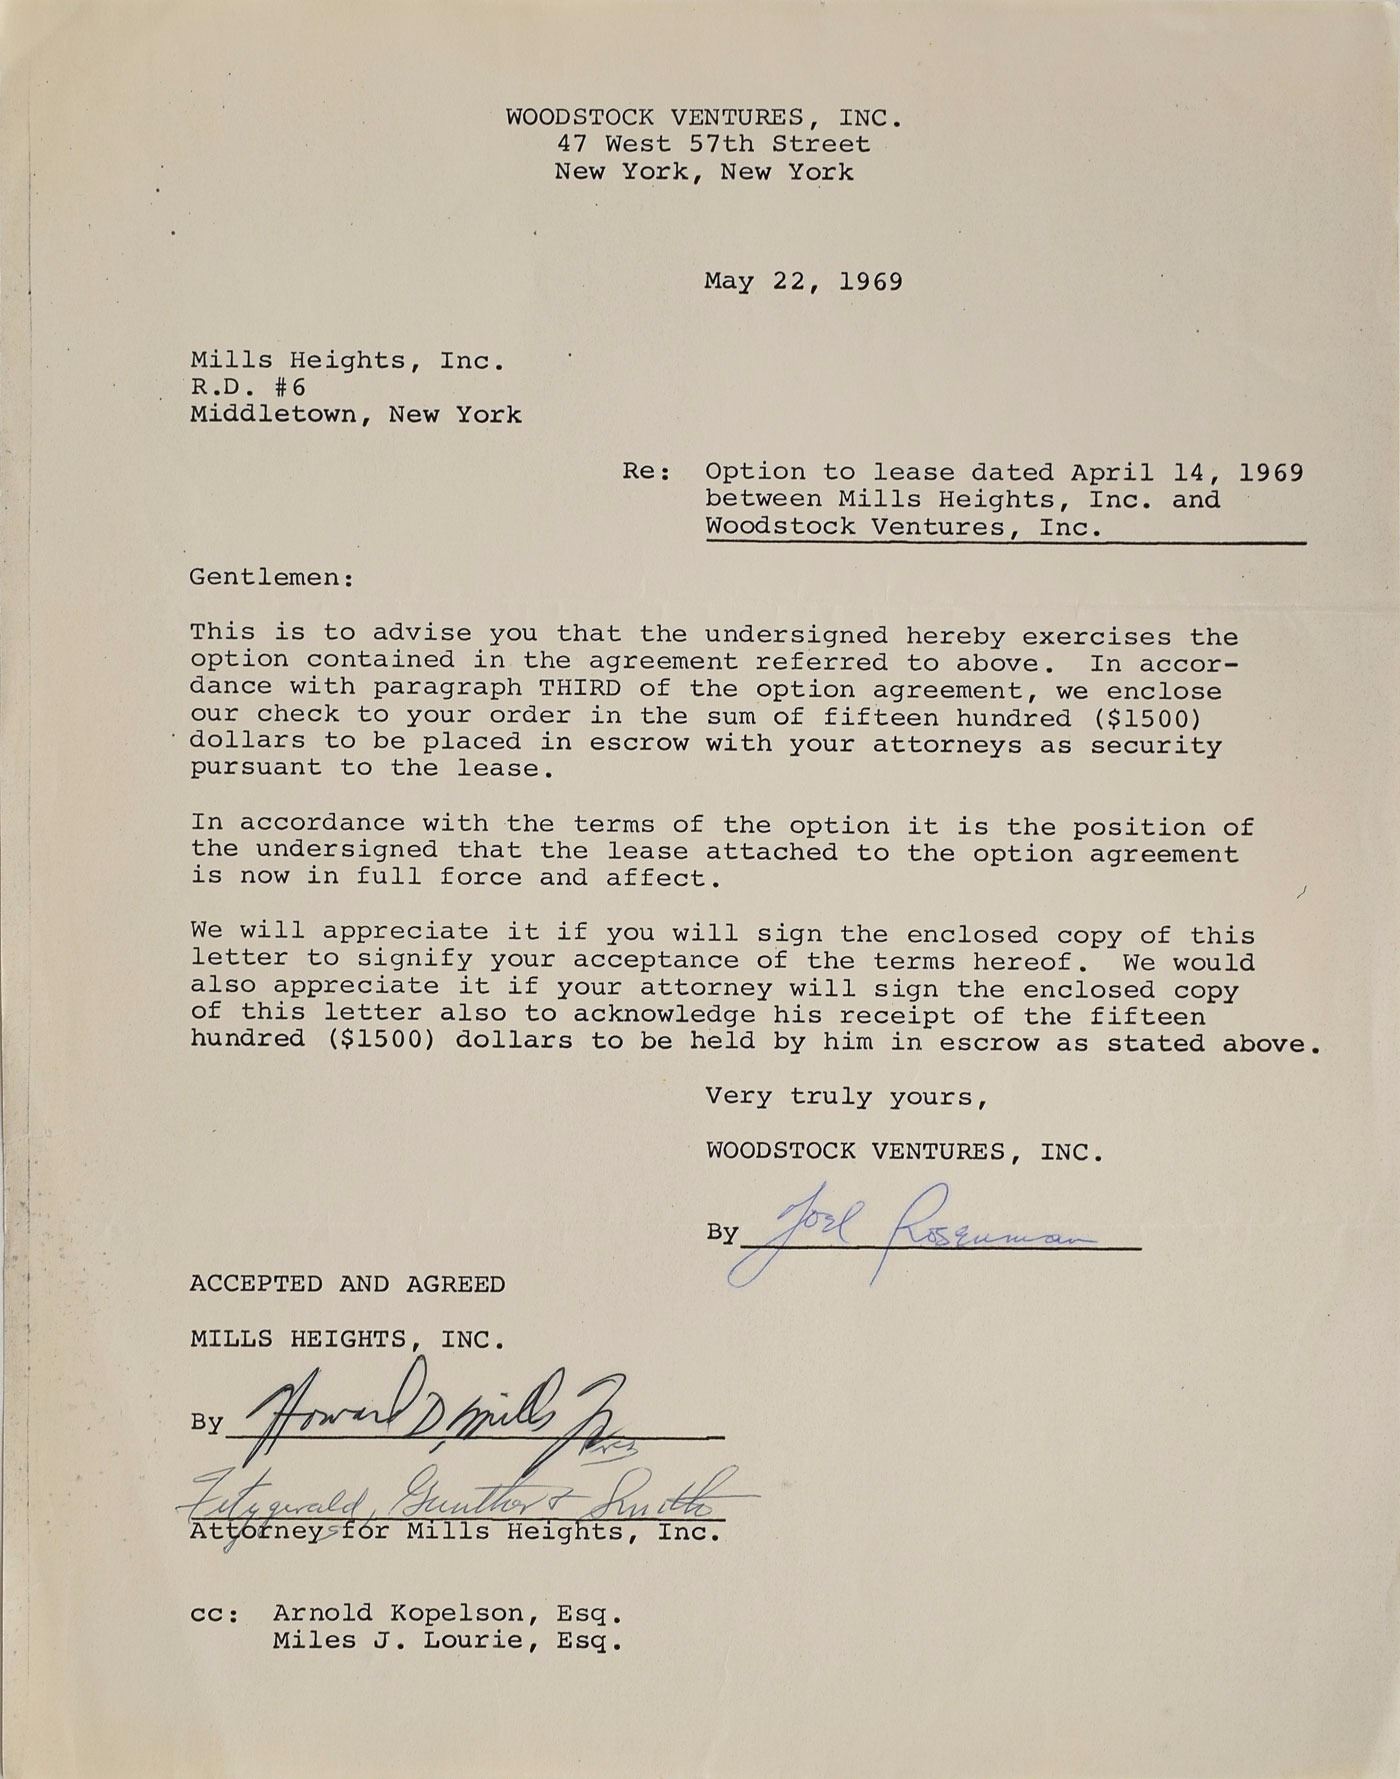 WOODSTOCK VENTURES, INC.
47 West 57th Street
New York, New York
May 22, 1969
Mills Heights, Inc.
R.D. #6
Middletown, New York
Re: Option to lease dated April 14, 1969
between Mills Heights, Inc. and
Woodstock Ventures, Inc.
Gentlemen:
This is to advise you that the undersigned hereby exercises the
option contained in the agreement referred to above. In accor-
dance with paragraph THIRD of the option agreement, we enclose
our check to your order in the sum of fifteen hundred ($1500)
dollars to be placed in escrow with your attorneys as security
pursuant to the lease.
In accordance with the terms of the option it is the position of
the undersigned that the lease attached to the option agreement
is now in full force and affect.
We will appreciate it if you will sign the enclosed copy of this
letter to signify your acceptance of the terms hereof. We would
also appreciate it if your attorney will sign the enclosed copy
of this letter also to acknowledge his receipt of the fifteen
hundred ($1500) dollars to be held by him in escrow as stated above.
Very truly yours,
WOODSTOCK VENTURES, INC.
By Joel Rosenman
ACCEPTED AND AGREED
MILLS HEIGHTS, INC.
By Howard D. Mills Jr
Pres
Fitzgerald, Gunther & Smith
Attorneys for Mills Heights, Inc.
cc: Arnold Kopelson, Esq.
Miles J. Lourie, Esq.